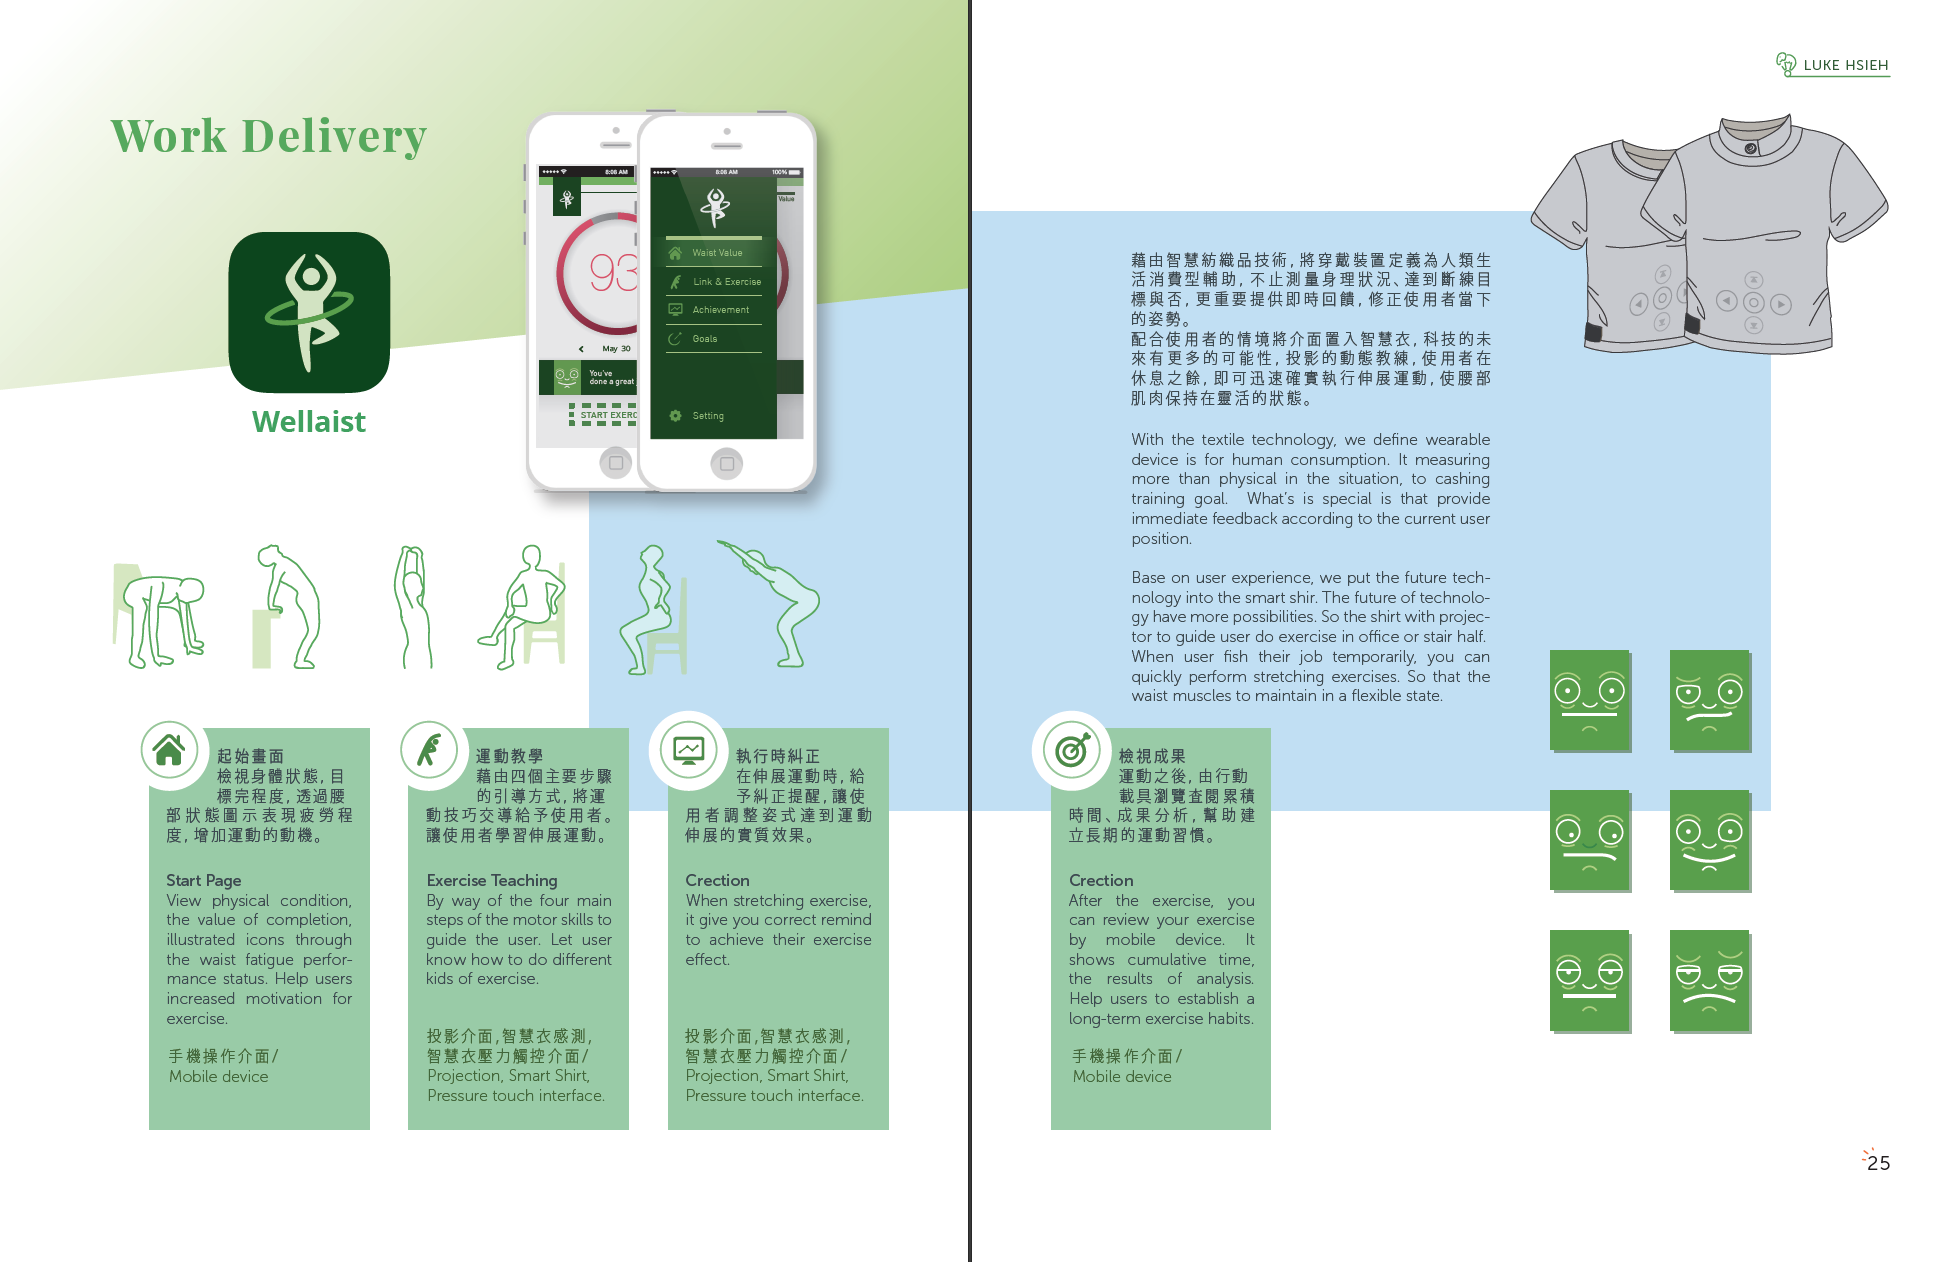 LUKE HSIEH
Work Delivery
Wellaist
8:08 AM
93
May 30
You've
done a great
START EXERC
8:08 AM
100%
Value
Waist Value
Link & Exercise
Achievement
Goals
Setting
藉由智慧紡織品技術,將穿戴裝置定義為人類生
活消費型輔助,不止測量身理狀況、達到斷練目
標與否,更重要提供即時回饋,修正使用者當下
的姿勢。
配合使用者的情境將介面置入智慧衣,科技的未
來有更多的可能性,投影的動態教練,使用者在
休息之餘,即可迅速確實執行伸展運動,使腰部
肌肉保持在靈活的狀態。
With the textile technology, we define wearable
device is for human consumption. It measuring
more than physical in the situation, to cashing
training goal. What's is special is that provide
immediate feedback according to the current user
position.
Base on user experience, we put the future tech-
nology into the smart shir. The future of technolo-
gy have more possibilities. So the shirt with projec-
tor to guide user do exercise in office or stair half.
When user fish their job temporarily, you can
quickly perform stretching exercises. So that the
waist muscles to maintain in a flexible state.
起始畫面
檢視身體狀態,目
標完程度,透過腰
部狀態圖示表現疲勞程
度,增加運動的動機。
Start Page
View physical condition,
the value of completion,
illustrated icons through
the waist fatigue perfor-
mance status. Help users
increased motivation for
exercise.
手機操作介面/
Mobile device
運動教學
藉由四個主要步驟
的引導方式,將運
動技巧交導給予使用者。
讓使用者學習伸展運動。
Exercise Teaching
By way of the four main
steps of the motor skills to
guide the user. Let user
know how to do different
kids of exercise.
投影介面,智慧衣感測,
智慧衣壓力觸控介面/
Projection, Smart Shirt,
Pressure touch interface.
執行時糾正
在伸展運動時,給
予糾正提醒,讓使
用者調整姿式達到運動
伸展的實質效果。
Crection
When stretching exercise,
it give you correct remind
to achieve their exercise
effect.
投影介面,智慧衣感測,
智慧衣壓力觸控介面/
Projection, Smart Shirt,
Pressure touch interface.
檢視成果
運動之後,由行動
載具瀏覽查閱累積
時間、成果分析,幫助建
立長期的運動習慣。
Crection
After the exercise, you
can review your exercise
by mobile device. It
shows cumulative time,
the results of analysis.
Help users to establish a
long-term exercise habits.
手機操作介面/
Mobile device
25